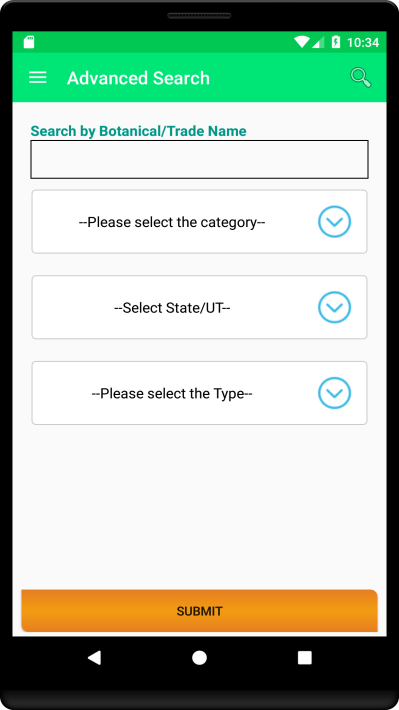 10:34
Advanced Search
Search by Botanical/Trade Name
--Please select the category--
--Select State/UT--
--Please select the Type--
SUBMIT